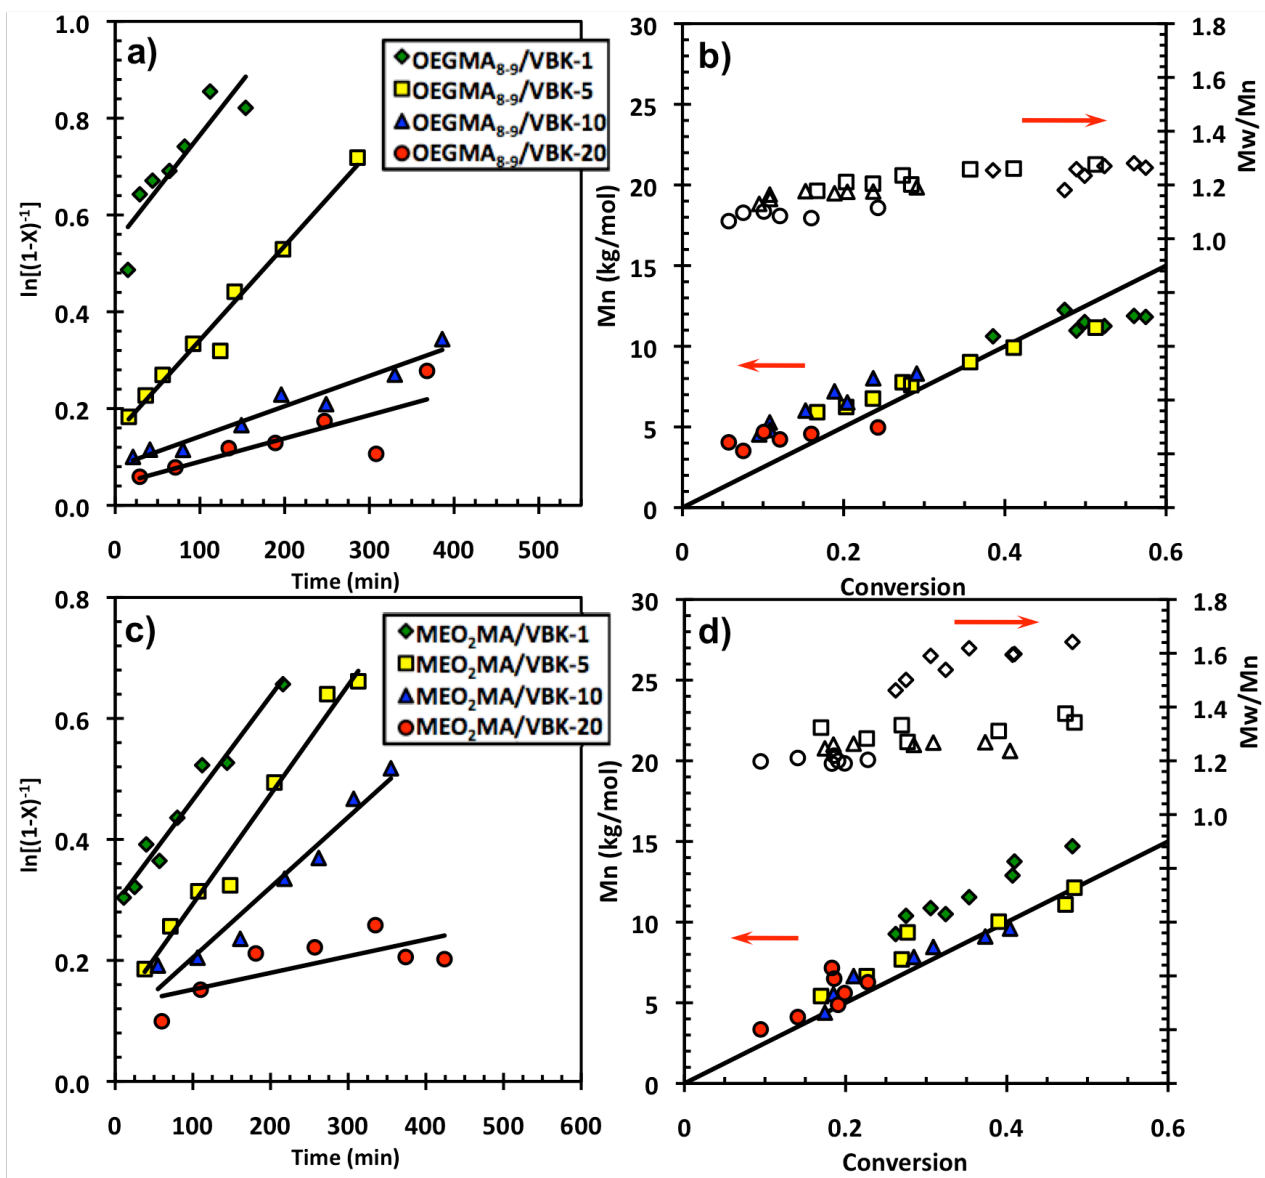 a)
1.0
0.8
0.6
0.4
0.2
0.0
ln[(1-X)⁻¹]
OEGMA₈₋₉/VBK-1
OEGMA₈₋₉/VBK-5
OEGMA₈₋₉/VBK-10
OEGMA₈₋₉/VBK-20
0 100 200 300 400 500
Time (min)
b)
30
25
20
15
10
5
0
Mn (kg/mol)
1.8
1.6
1.4
1.2
1.0
Mw/Mn
0 0.2 0.4 0.6
Conversion
c)
0.8
0.6
0.4
0.2
0.0
ln[(1-X)⁻¹]
MEO₂MA/VBK-1
MEO₂MA/VBK-5
MEO₂MA/VBK-10
MEO₂MA/VBK-20
0 100 200 300 400 500 600
Time (min)
d)
30
25
20
15
10
5
0
Mn (kg/mol)
1.8
1.6
1.4
1.2
1.0
Mw/Mn
0 0.2 0.4 0.6
Conversion